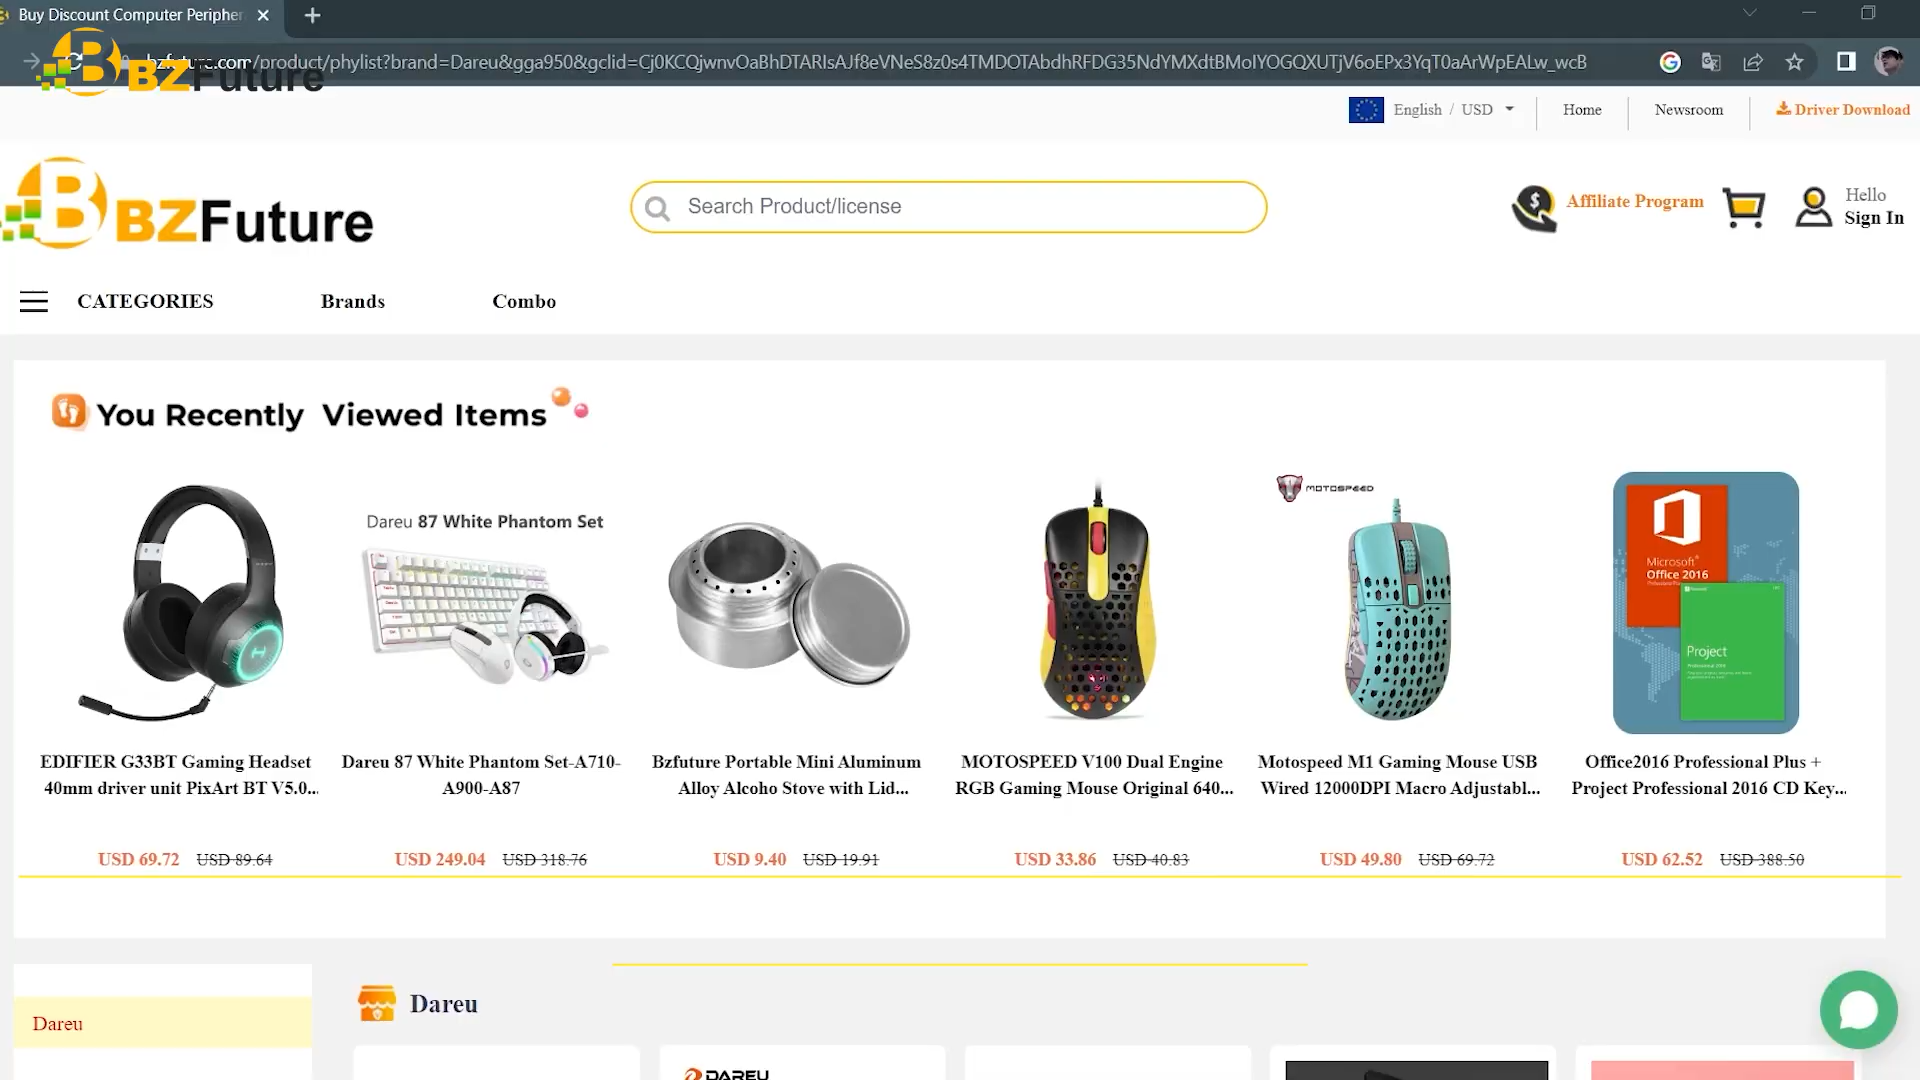 Buy Discount Computer Peripher
bzfuture.com/product/phylist?brand=Dareu&gga950&gclid=Cj0KCQjwnvOaBhDTARIsAJf8eVNeS8z0s4TMDOTAbdhRFDG35NdYMXdtBMoIYOGQXUTjV6oEPx3YqT0aArWpEALw_wcB
BZFuture
English / USD
Home
Newsroom
Driver Download
BZFuture
Search Product/license
Affiliate Program
Hello
Sign In
CATEGORIES
Brands
Combo
You Recently Viewed Items
Dareu 87 White Phantom Set
MOTOSPEED
Microsoft
Office 2016
Project
EDIFIER G33BT Gaming Headset
40mm driver unit PixArt BT V5.0...
USD 69.72 USD 89.64
Dareu 87 White Phantom Set-A710-
A900-A87
USD 249.04 USD 318.76
Bzfuture Portable Mini Aluminum
Alloy Alcoho Stove with Lid...
USD 9.40 USD 19.91
MOTOSPEED V100 Dual Engine
RGB Gaming Mouse Original 640...
USD 33.86 USD 40.83
Motospeed M1 Gaming Mouse USB
Wired 12000DPI Macro Adjustabl...
USD 49.80 USD 69.72
Office2016 Professional Plus +
Project Professional 2016 CD Key...
USD 62.52 USD 388.50
Dareu
Dareu
DAREU